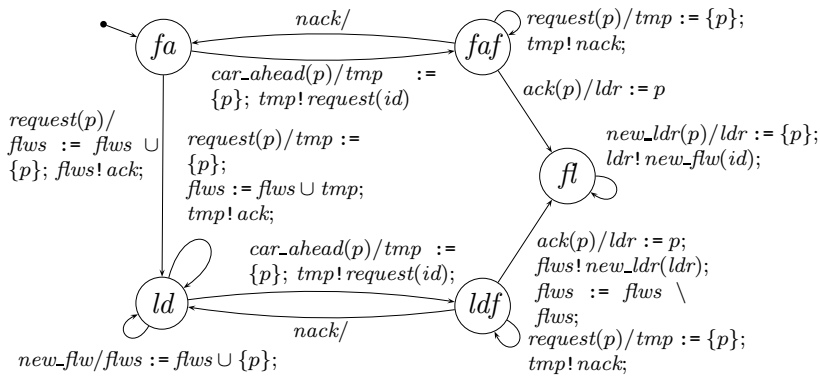 nack/
fa
faf
request(p)/tmp := {p};
tmp! nack;
car_ahead(p)/tmp :=
{p}; tmp! request(id)
ack(p)/ldr := p
request(p)/
flws := flws ∪
{p}; flws! ack;
request(p)/tmp :=
{p};
flws := flws ∪ tmp;
tmp! ack;
new_ldr(p)/ldr := {p};
ldr! new_flw(id);
fl
car_ahead(p)/tmp :=
{p}; tmp! request(id);
ack(p)/ldr := p;
flws! new_ldr(ldr);
flws := flws \
flws;
ld
ldf
nack/
request(p)/tmp := {p};
tmp! nack;
new_flw/flws := flws ∪ {p};